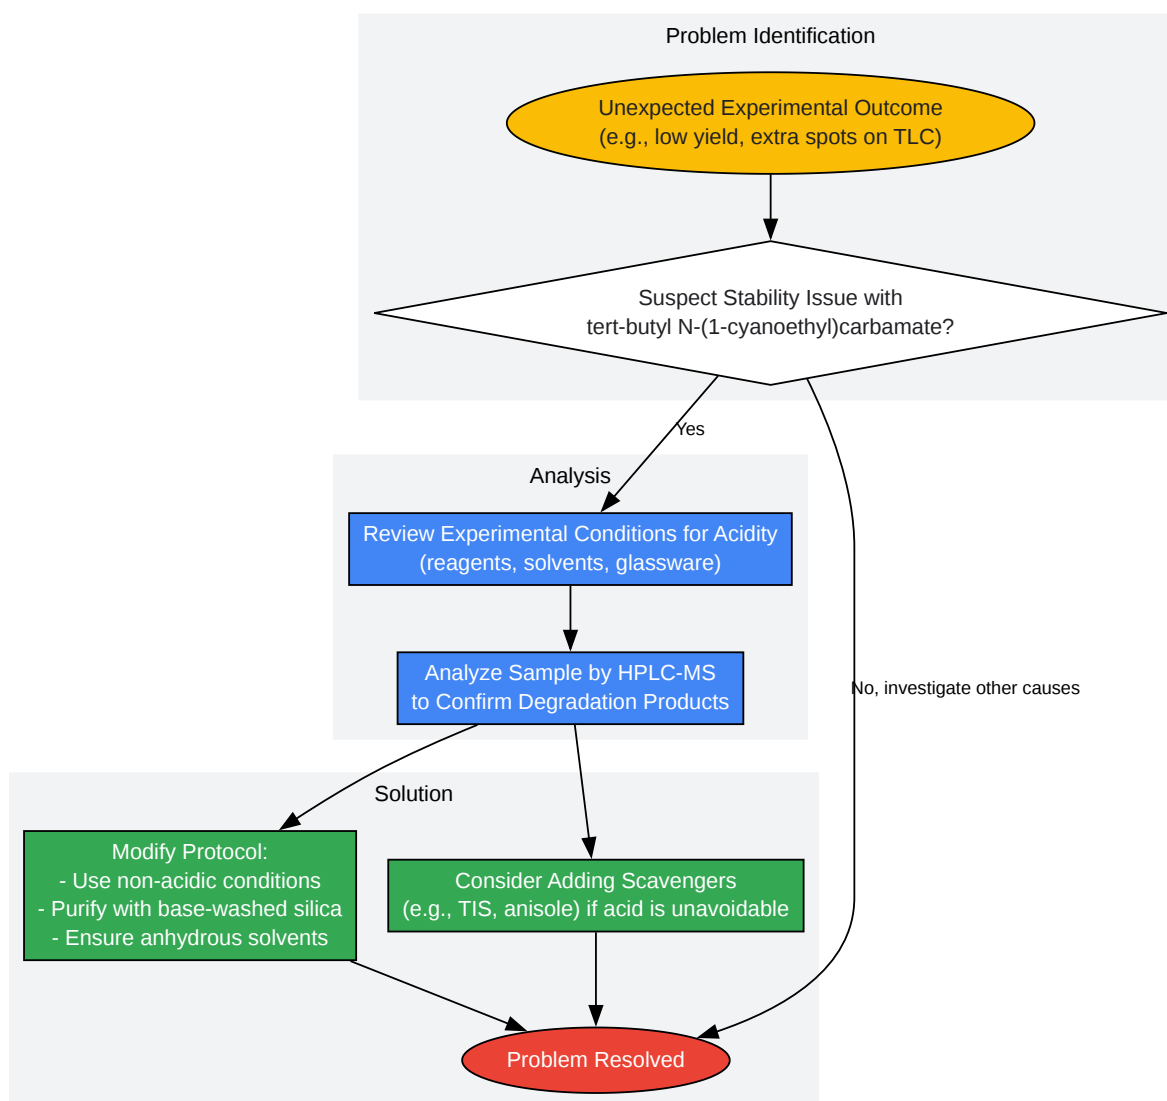 Problem Identification
Unexpected Experimental Outcome
(e.g., low yield, extra spots on TLC)
Suspect Stability Issue with
tert-butyl N-(1-cyanoethyl)carbamate?
Yes
Analysis
Review Experimental Conditions for Acidity
(reagents, solvents, glassware)
Analyze Sample by HPLC-MS
to Confirm Degradation Products
No, investigate other causes
Solution
Modify Protocol:
- Use non-acidic conditions
- Purify with base-washed silica
- Ensure anhydrous solvents
Consider Adding Scavengers
(e.g., TIS, anisole) if acid is unavoidable
Problem Resolved